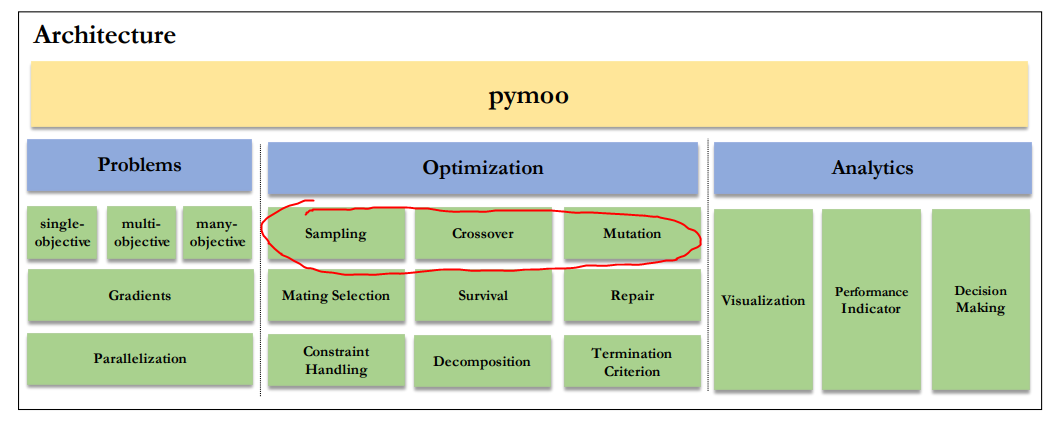 Architecture
pymoo
Problems
Optimization
Analytics
single-
objective
multi-
objective
many-
objective
Gradients
Parallelization
Sampling
Crossover
Mutation
Mating Selection
Survival
Repair
Constraint
Handling
Decomposition
Termination
Criterion
Visualization
Performance
Indicator
Decision
Making